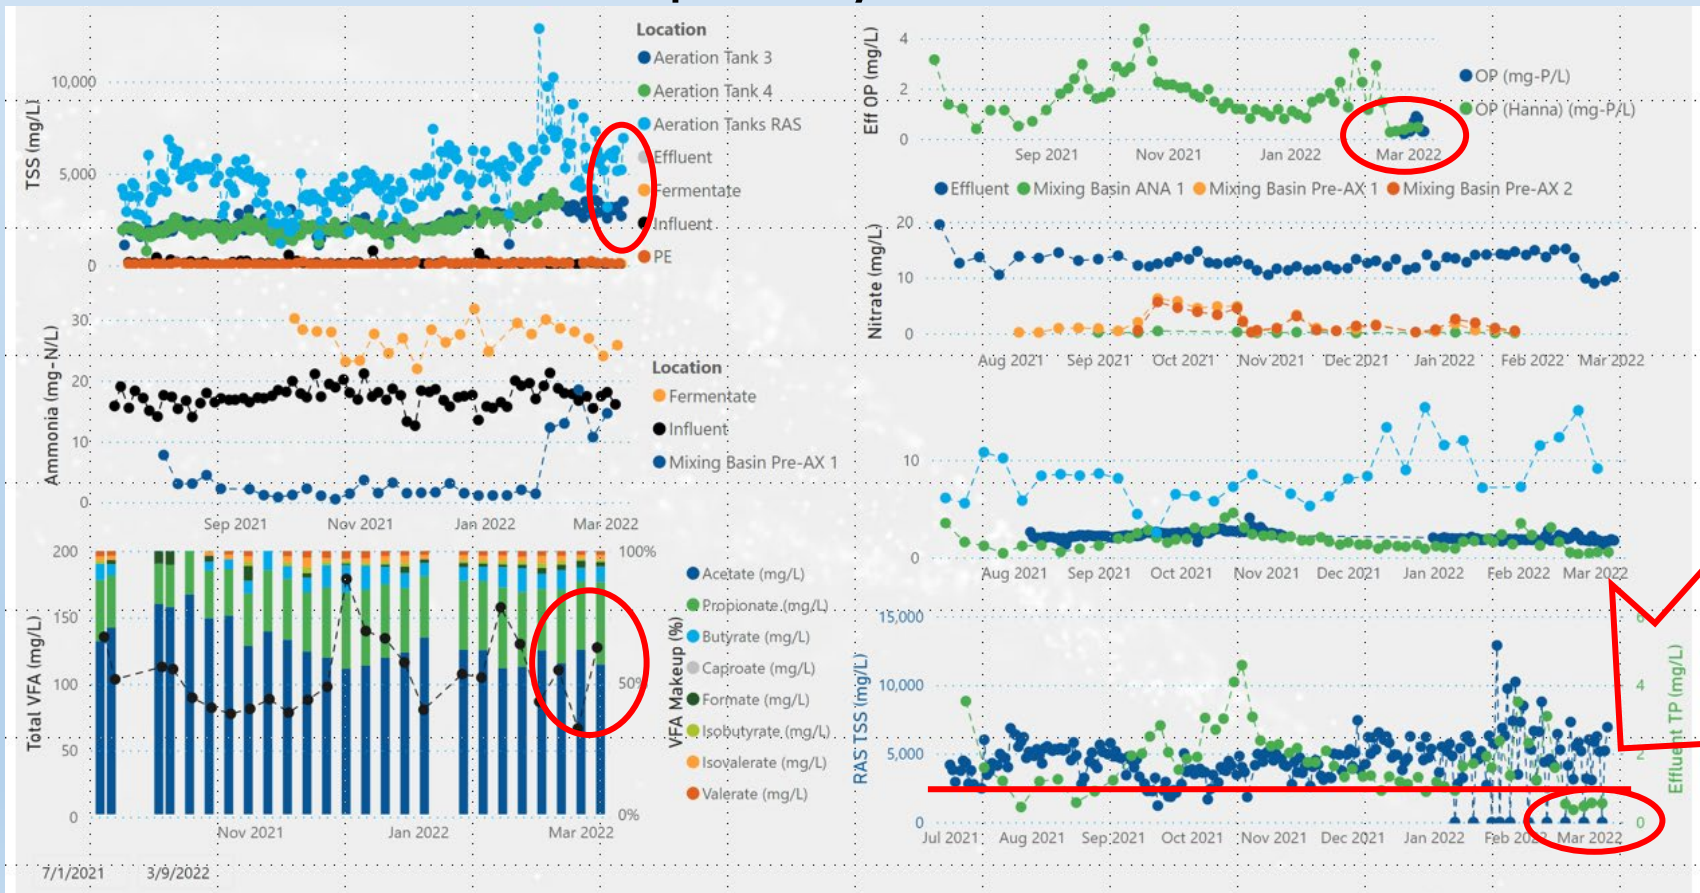 TSS (mg/L)
10,000
5,000
0
Location
Aeration Tank 3
Aeration Tank 4
Aeration Tanks RAS
Effluent
Fermentate
Influent
PE
Ammonia (mg-N/L)
30
20
10
0
Sep 2021 Nov 2021 Jan 2022 Mar 2022
Location
Fermentate
Influent
Mixing Basin Pre-AX 1
Total VFA (mg/L)
200
150
100
50
0
100%
50%
0%
VFA Makeup (%)
Nov 2021 Jan 2022 Mar 2022
Acetate (mg/L)
Propionate (mg/L)
Butyrate (mg/L)
Caproate (mg/L)
Formate (mg/L)
Isobutyrate (mg/L)
Isovalerate (mg/L)
Valerate (mg/L)
7/1/2021 3/9/2022
Eff OP (mg/L)
4
2
0
Sep 2021 Nov 2021 Jan 2022 Mar 2022
OP (mg-P/L)
OP (Hanna) (mg-P/L)
Effluent Mixing Basin ANA 1 Mixing Basin Pre-AX 1 Mixing Basin Pre-AX 2
Nitrate (mg/L)
20
10
0
Aug 2021 Sep 2021 Oct 2021 Nov 2021 Dec 2021 Jan 2022 Feb 2022 Mar 2022
10
0
Aug 2021 Sep 2021 Oct 2021 Nov 2021 Dec 2021 Jan 2022 Feb 2022 Mar 2022
RAS TSS (mg/L)
15,000
10,000
5,000
0
6
4
2
0
Effluent TP (mg/L)
Jul 2021 Aug 2021 Sep 2021 Oct 2021 Nov 2021 Dec 2021 Jan 2022 Feb 2022 Mar 2022